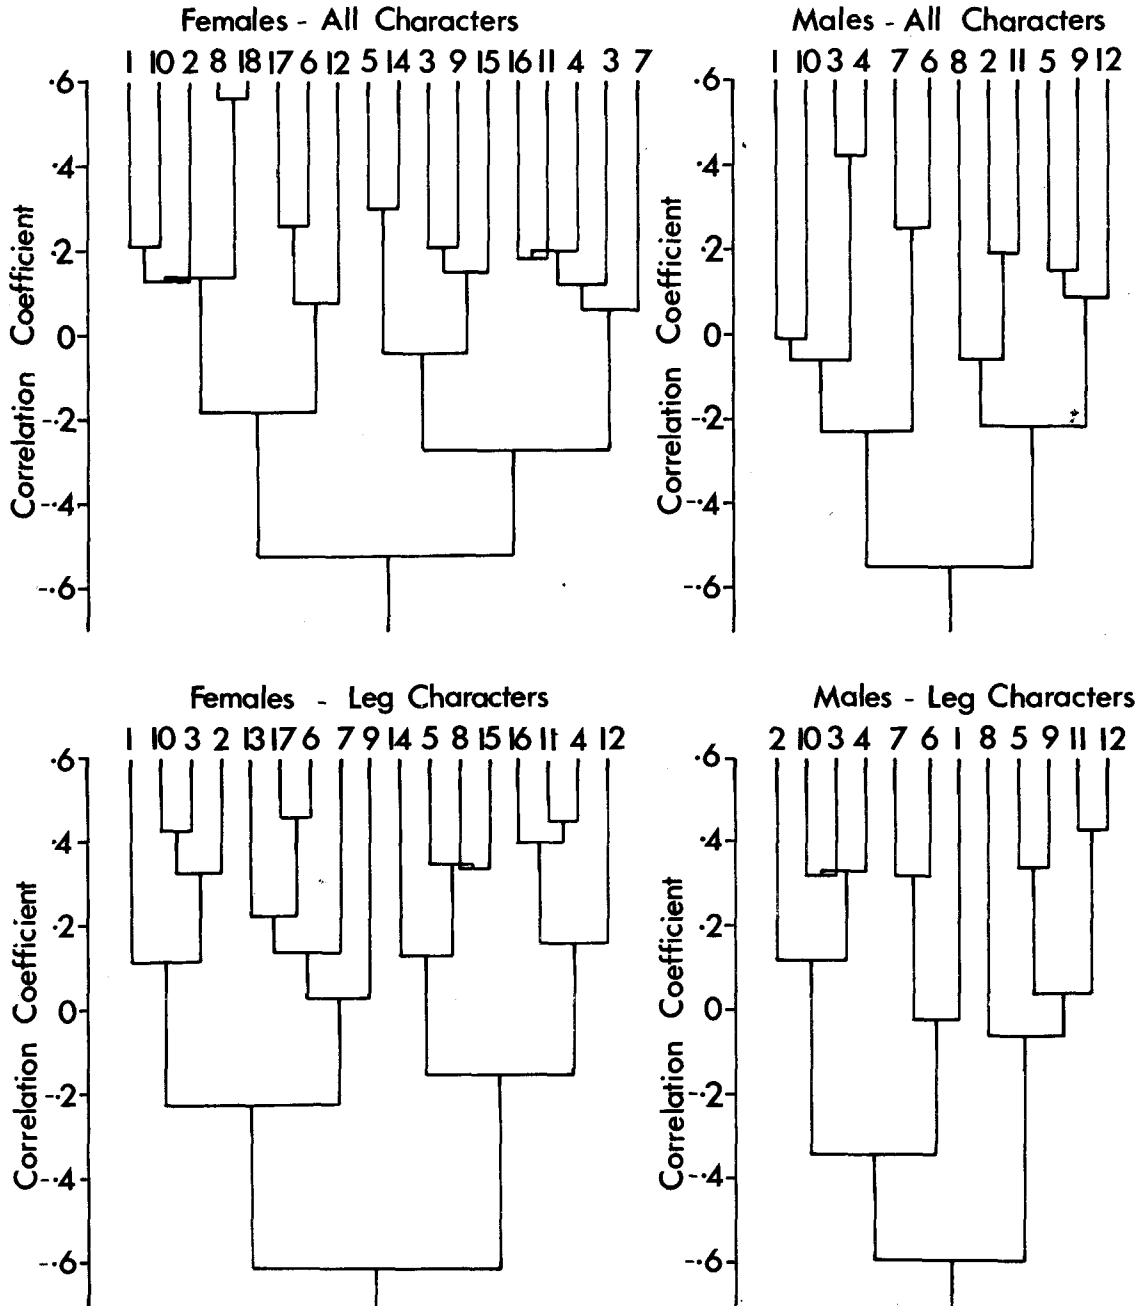 Females - All Characters
1 10 2 8 18 17 6 12 5 14 3 9 15 16 11 4 3 7
.6
.4
.2
0
-.2
-.4
-.6
Correlation Coefficient
Males - All Characters
1 10 3 4 7 6 8 2 11 5 9 12
.6
.4
.2
0
-.2
-.4
-.6
Correlation Coefficient
Females - Leg Characters
1 10 3 2 13 17 6 7 9 14 5 8 15 16 11 4 12
.6
.4
.2
0
-.2
-.4
-.6
Correlation Coefficient
Males - Leg Characters
2 10 3 4 7 6 1 8 5 9 11 12
.6
.4
.2
0
-.2
-.4
-.6
Correlation Coefficient